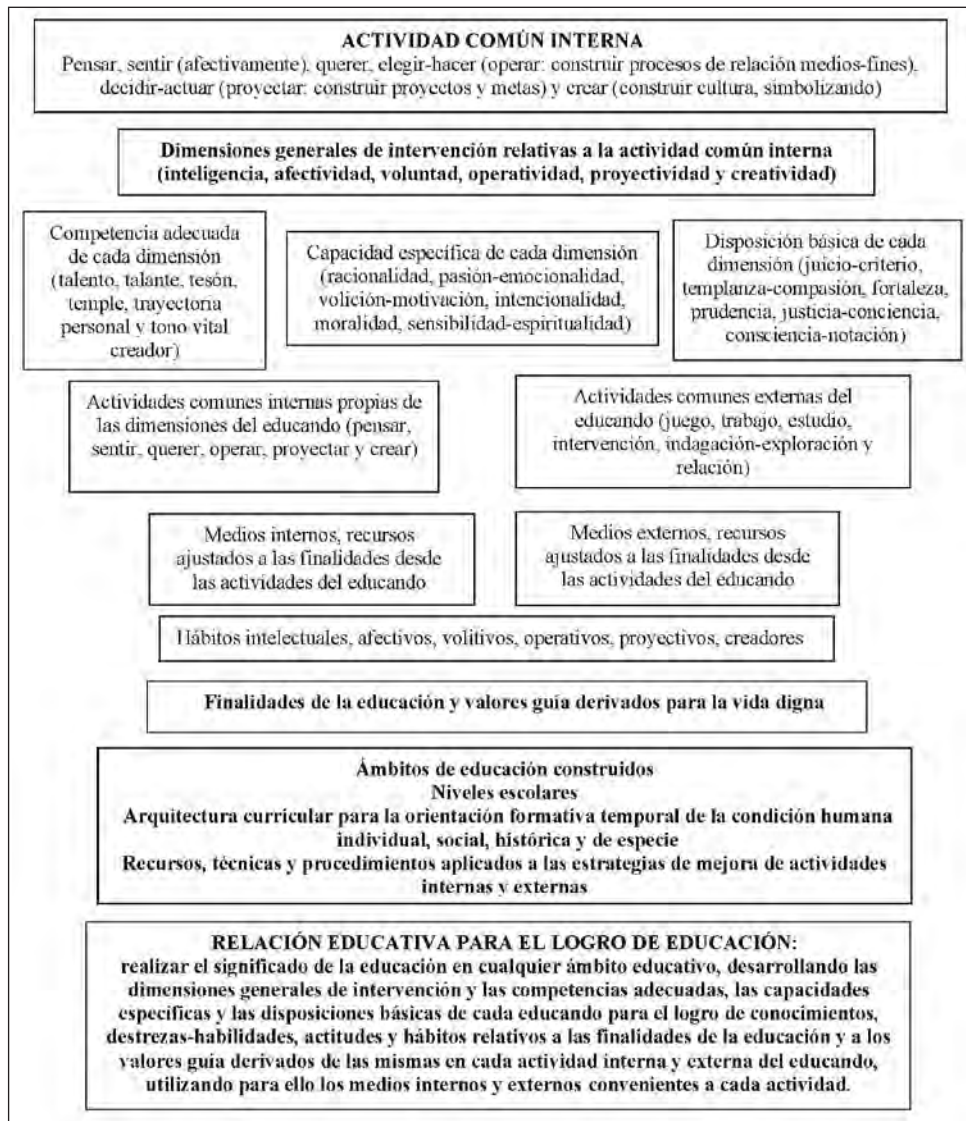 ACTIVIDAD COMÚN INTERNA
Pensar, sentir (afectivamente), querer, elegir-hacer (operar: construir procesos de relación medios-fines),
decidir-actuar (proyectar: construir proyectos y metas) y crear (construir cultura, simbolizando)
Dimensiones generales de intervención relativas a la actividad común interna
(inteligencia, afectividad, voluntad, operatividad, proyectividad y creatividad)
Competencia adecuada
de cada dimensión
(talento, talante, tesón,
temple, trayectoria
personal y tono vital
creador)
Capacidad específica de cada dimensión
(racionalidad, pasión-emocionalidad,
volición-motivación, intencionalidad,
moralidad, sensibilidad-espiritualidad)
Disposición básica de cada
dimensión (juicio-criterio,
templanza-compasión, fortaleza,
prudencia, justicia-conciencia,
consciencia-notación)
Actividades comunes internas propias de
las dimensiones del educando (pensar,
sentir, querer, operar, proyectar y crear)
Actividades comunes externas del
educando (juego, trabajo, estudio,
intervención, indagación-exploración y
relación)
Medios internos, recursos
ajustados a las finalidades desde
las actividades del educando
Medios externos, recursos
ajustados a las finalidades desde
las actividades del educando
Hábitos intelectuales, afectivos, volitivos, operativos, proyectivos, creadores
Finalidades de la educación y valores guía derivados para la vida digna
Ámbitos de educación construidos
Niveles escolares
Arquitectura curricular para la orientación formativa temporal de la condición humana
individual, social, histórica y de especie
Recursos, técnicas y procedimientos aplicados a las estrategias de mejora de actividades
internas y externas
RELACIÓN EDUCATIVA PARA EL LOGRO DE EDUCACIÓN:
realizar el significado de la educación en cualquier ámbito educativo, desarrollando las
dimensiones generales de intervención y las competencias adecuadas, las capacidades
específicas y las disposiciones básicas de cada educando para el logro de conocimientos,
destrezas-habilidades, actitudes y hábitos relativos a las finalidades de la educación y a los
valores guía derivados de las mismas en cada actividad interna y externa del educando,
utilizando para ello los medios internos y externos convenientes a cada actividad.